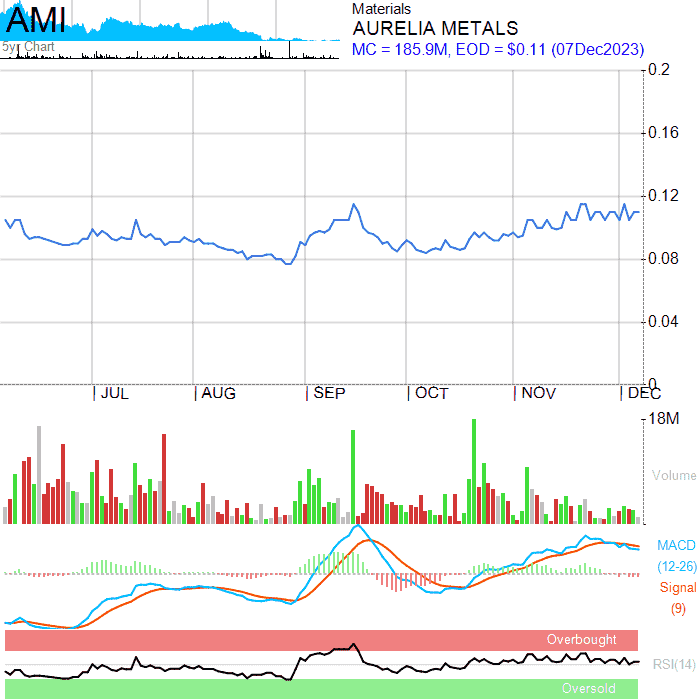 AMI
5yr Chart
Materials
AURELIA METALS
MC = 185.9M, EOD = $0.11 (07Dec2023)
0.2
0.16
0.12
0.08
0.04
0
JUL AUG SEP OCT NOV DEC
18M
Volume
MACD
(12-26)
Signal
(9)
Overbought
RSI(14)
Oversold